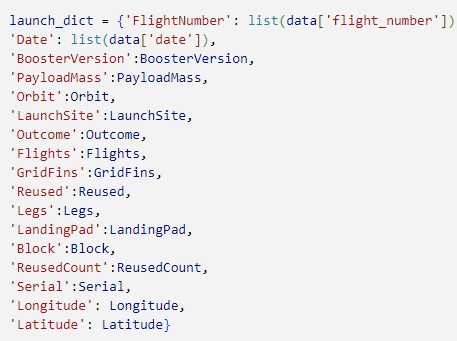 launch_dict = {'FlightNumber': list(data['flight_number'])
'Date': list(data['date']),
'BoosterVersion':BoosterVersion,
'PayloadMass':PayloadMass,
'Orbit':Orbit,
'LaunchSite':LaunchSite,
'Outcome':Outcome,
'Flights':Flights,
'GridFins':GridFins,
'Reused':Reused,
'Legs':Legs,
'LandingPad':LandingPad,
'Block':Block,
'ReusedCount':ReusedCount,
'Serial':Serial,
'Longitude': Longitude,
'Latitude': Latitude}